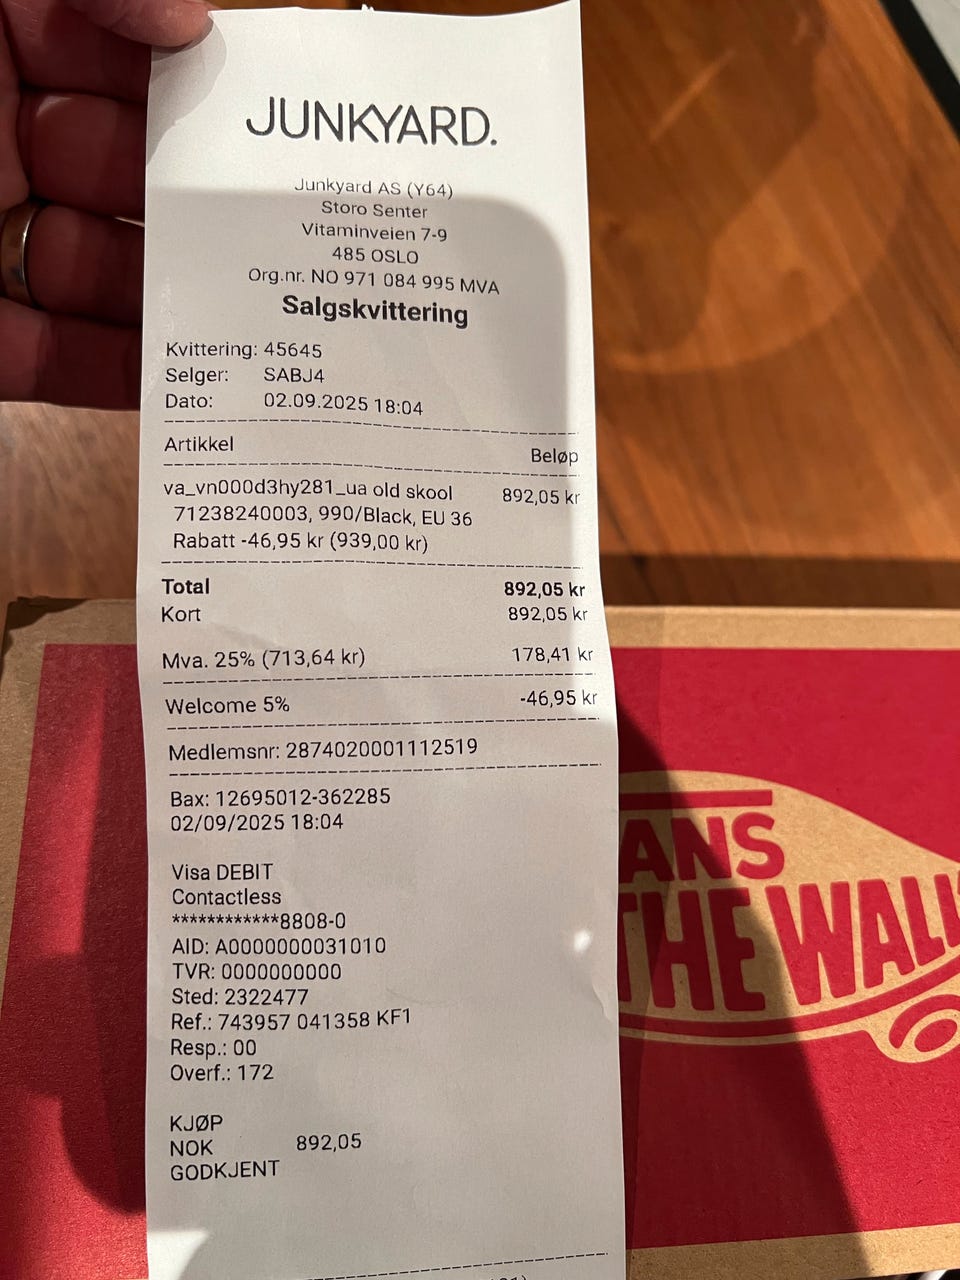 JUNKYARD.
Junkyard AS (Y64)
Storo Senter
Vitaminveien 7-9
485 OSLO
Org.nr. NO 971 084 995 MVA
Salgskvittering
Kvittering: 45645
Selger: SABJ4
Dato: 02.09.2025 18:04
Artikkel Beløp
va_vn000d3hy281_ua old skool 892,05 kr
71238240003, 990/Black, EU 36
Rabatt -46,95 kr (939,00 kr)
Total 892,05 kr
Kort 892,05 kr
Mva. 25% (713,64 kr) 178,41 kr
Welcome 5% -46,95 kr
Medlemsnr: 2874020001112519
Bax: 12695012-362285
02/09/2025 18:04
Visa DEBIT
Contactless
************8808-0
AID: A0000000031010
TVR: 0000000000
Sted: 2322477
Ref.: 743957 041358 KF1
Resp.: 00
Overf.: 172
KJØP
NOK 892,05
GODKJENT
ANS
THE WALL